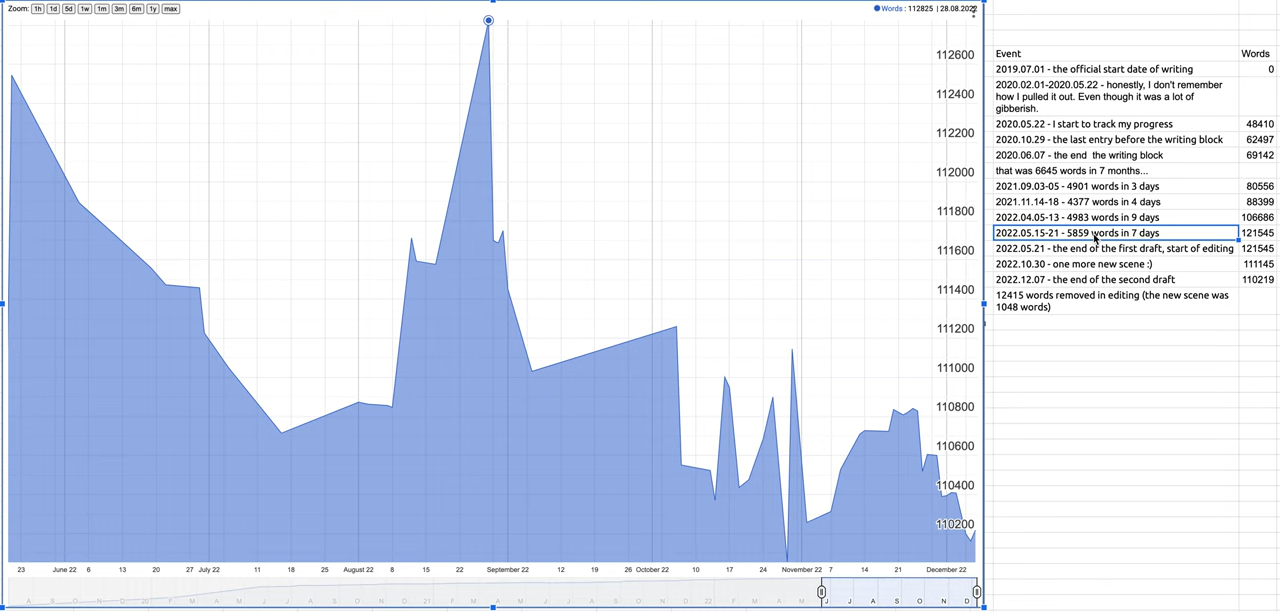 Zoom: 1h 1d 5d 1w 1m 3m 6m 1y max
Words : 112825 | 28.08.2022
112600
112400
112200
112000
111800
111600
111400
111200
111000
110800
110600
110400
110200
23 June 22 6 13 20 27 July 22 11 18 25 August 22 8 15 22 September 22 12 19 26 October 22 10 17 24 November 22 7 14 21 December 22
A S O N D 20 F M A M J J A S O N D 21 F M A M J J A S O N D 22 F M A M J J A S O N D
Event Words
2019.07.01 - the official start date of writing 0
2020.02.01-2020.05.22 - honestly, I don't remember
how I pulled it out. Even though it was a lot of
gibberish.
2020.05.22 - I start to track my progress 48410
2020.10.29 - the last entry before the writing block 62497
2020.06.07 - the end the writing block 69142
that was 6645 words in 7 months...
2021.09.03-05 - 4901 words in 3 days 80556
2021.11.14-18 - 4377 words in 4 days 88399
2022.04.05-13 - 4983 words in 9 days 106686
2022.05.15-21 - 5859 words in 7 days 121545
2022.05.21 - the end of the first draft, start of editing 121545
2022.10.30 - one more new scene :) 111145
2022.12.07 - the end of the second draft 110219
12415 words removed in editing (the new scene was
1048 words)